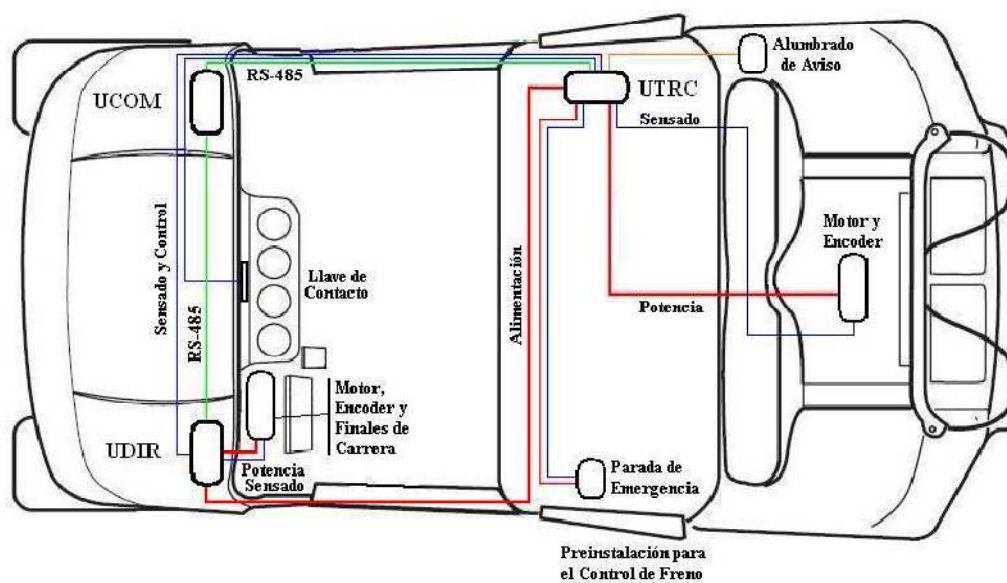 Alumbrado
de Aviso
RS-485
UCOM
UTRC
Sensado
Sensado y Control
Motor y
Encoder
Llave de
Contacto
Alimentación
Potencia
RS-485
Motor,
Encoder y
Finales de
Carrera
UDIR
Potencia
Sensado
Parada de
Emergencia
Preinstalación para
el Control de Freno